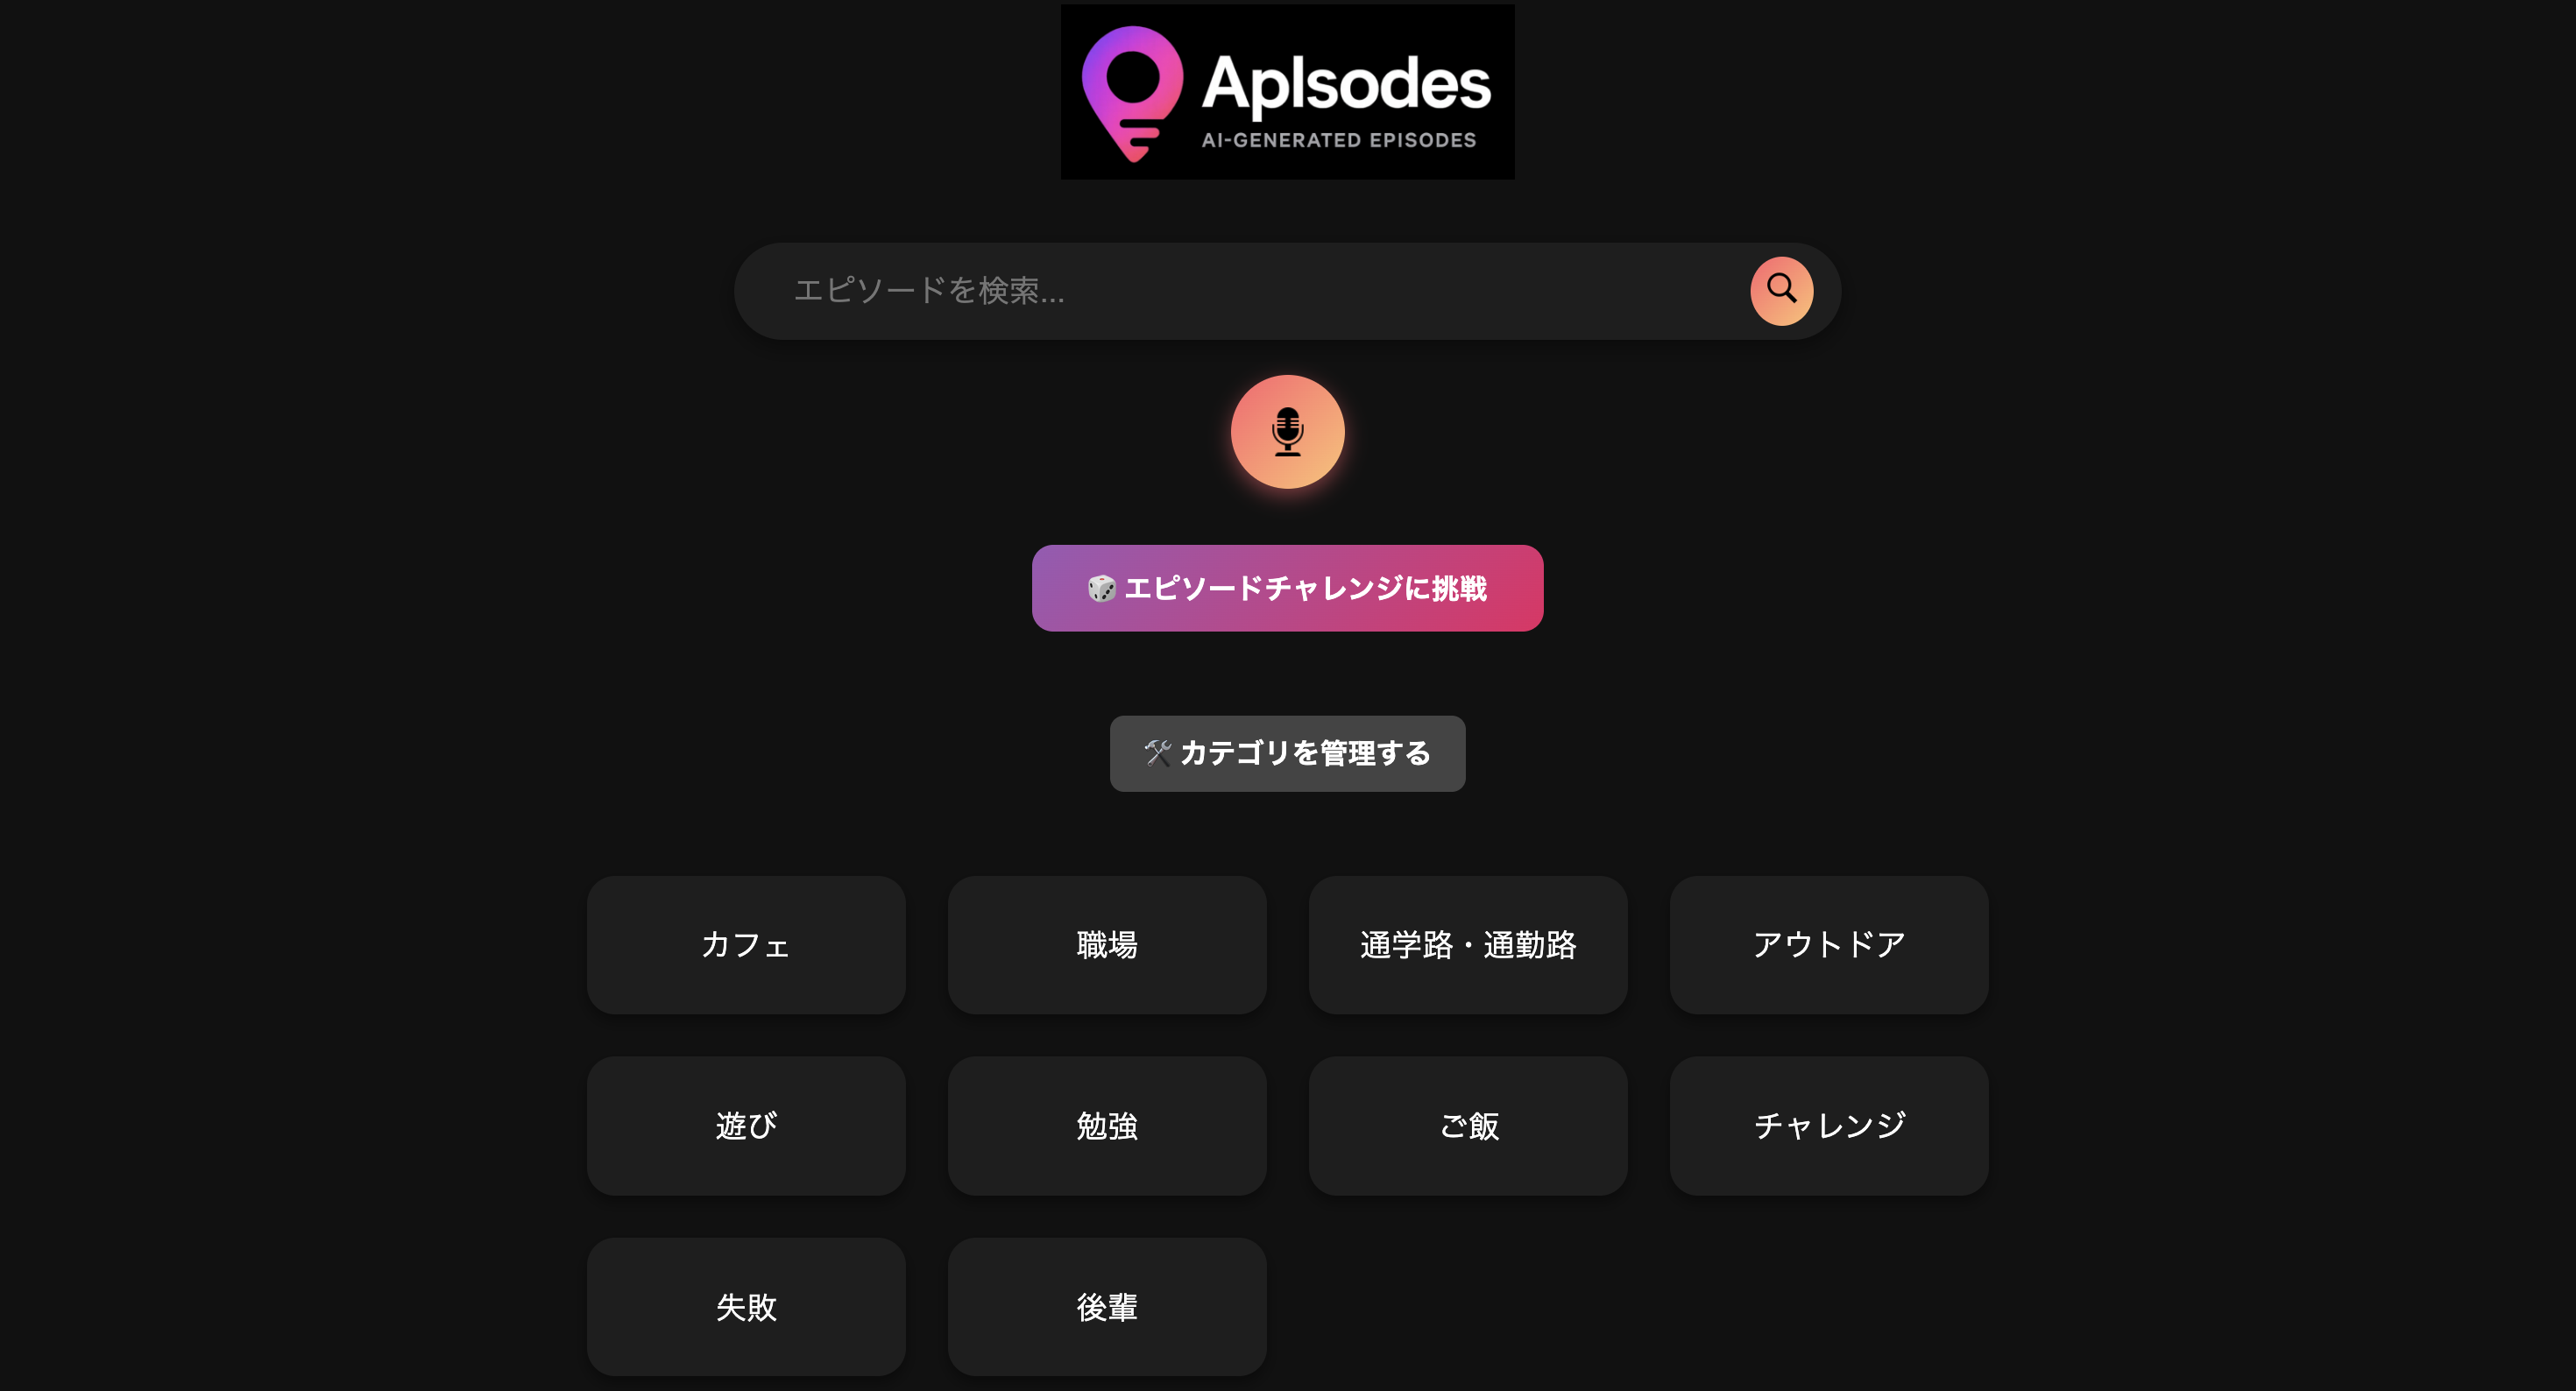 ApIsodes
AI-GENERATED EPISODES
エピソードを検索...
エピソードチャレンジに挑戦
カテゴリを管理する
カフェ 職場 通学路・通勤路 アウトドア
遊び 勉強 ご飯 チャレンジ
失敗 後輩